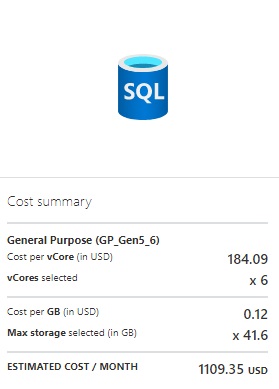 SQL
Cost summary
General Purpose (GP_Gen5_6)
Cost per vCore (in USD) 184.09
vCores selected x 6
Cost per GB (in USD) 0.12
Max storage selected (in GB) x 41.6
ESTIMATED COST / MONTH 1109.35 USD